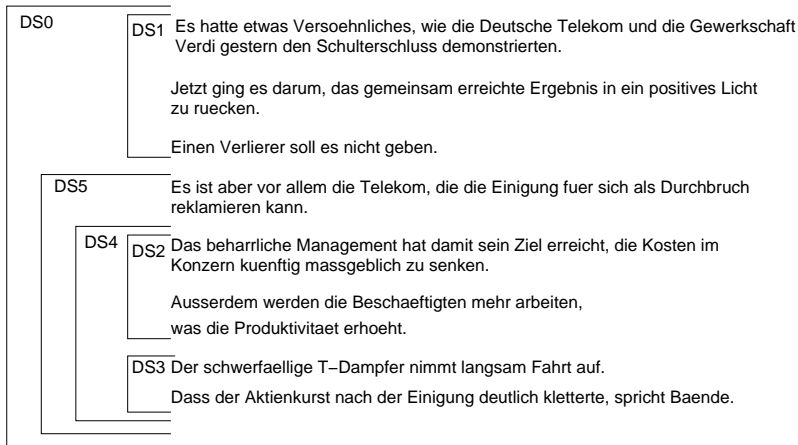 DS0
DS1 Es hatte etwas Versoehnliches, wie die Deutsche Telekom und die Gewerkschaft
Verdi gestern den Schulterschluss demonstrierten.
Jetzt ging es darum, das gemeinsam erreichte Ergebnis in ein positives Licht
zu ruecken.
Einen Verlierer soll es nicht geben.
DS5 Es ist aber vor allem die Telekom, die die Einigung fuer sich als Durchbruch
reklamieren kann.
DS4
DS2 Das beharrliche Management hat damit sein Ziel erreicht, die Kosten im
Konzern kuenftig massgeblich zu senken.
Ausserdem werden die Beschaeftigten mehr arbeiten,
was die Produktivitaet erhoeht.
DS3 Der schwerfaellige T−Dampfer nimmt langsam Fahrt auf.
Dass der Aktienkurst nach der Einigung deutlich kletterte, spricht Baende.